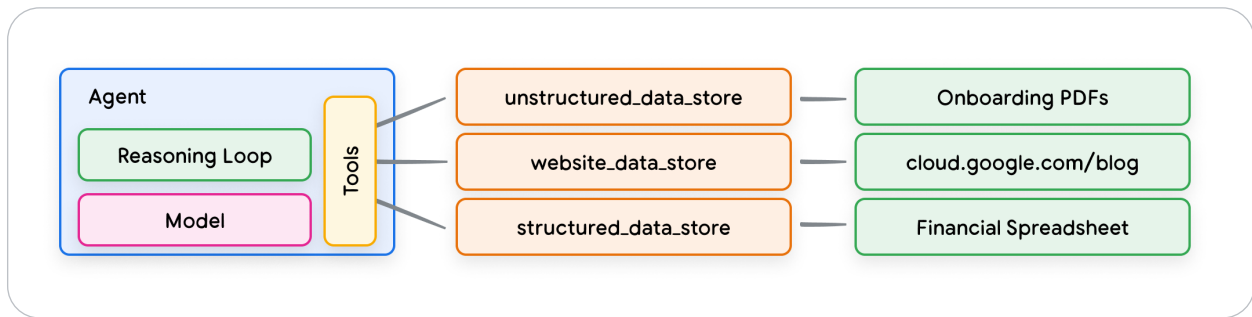 Agent
Reasoning Loop
Model
Tools
unstructured_data_store
website_data_store
structured_data_store
Onboarding PDFs
cloud.google.com/blog
Financial Spreadsheet